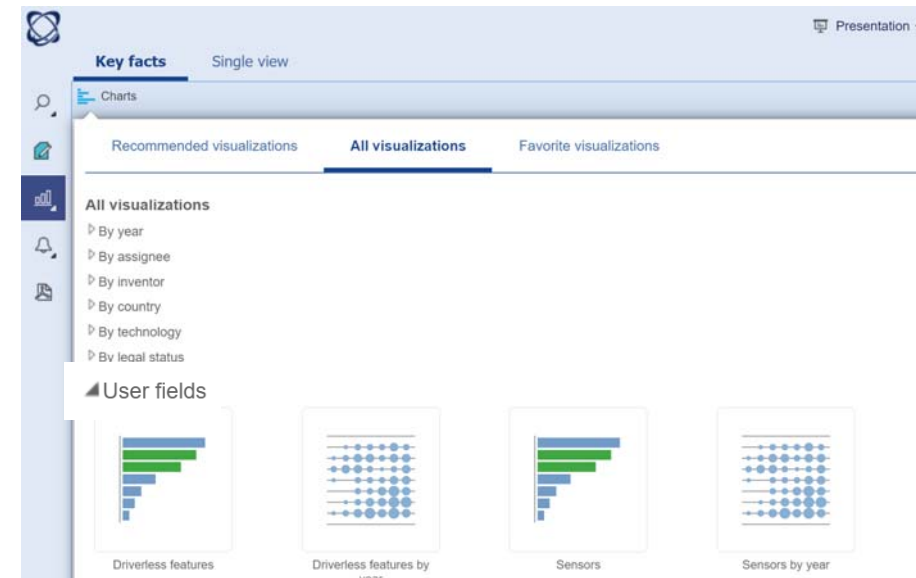 Presentation
Key facts Single view
Charts
Recommended visualizations All visualizations Favorite visualizations
All visualizations
By year
By assignee
By inventor
By country
By technology
By legal status
User fields
Driverless features Driverless features by year Sensors Sensors by year